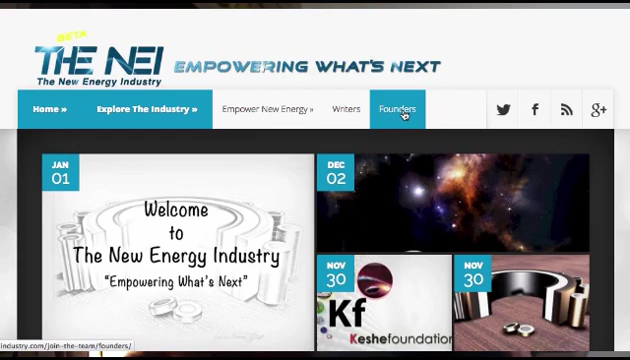 BETA
THE NEI
The New Energy Industry
EMPOWERING WHAT'S NEXT
Home »
Explore The Industry »
Empower New Energy »
Writers
Founders
JAN
01
Welcome
to
The New Energy Industry
"Empowering What's Next"
DEC
02
NOV
30
Kf
Keshefoundation
NOV
30
industry.com/join-the-team/founders/